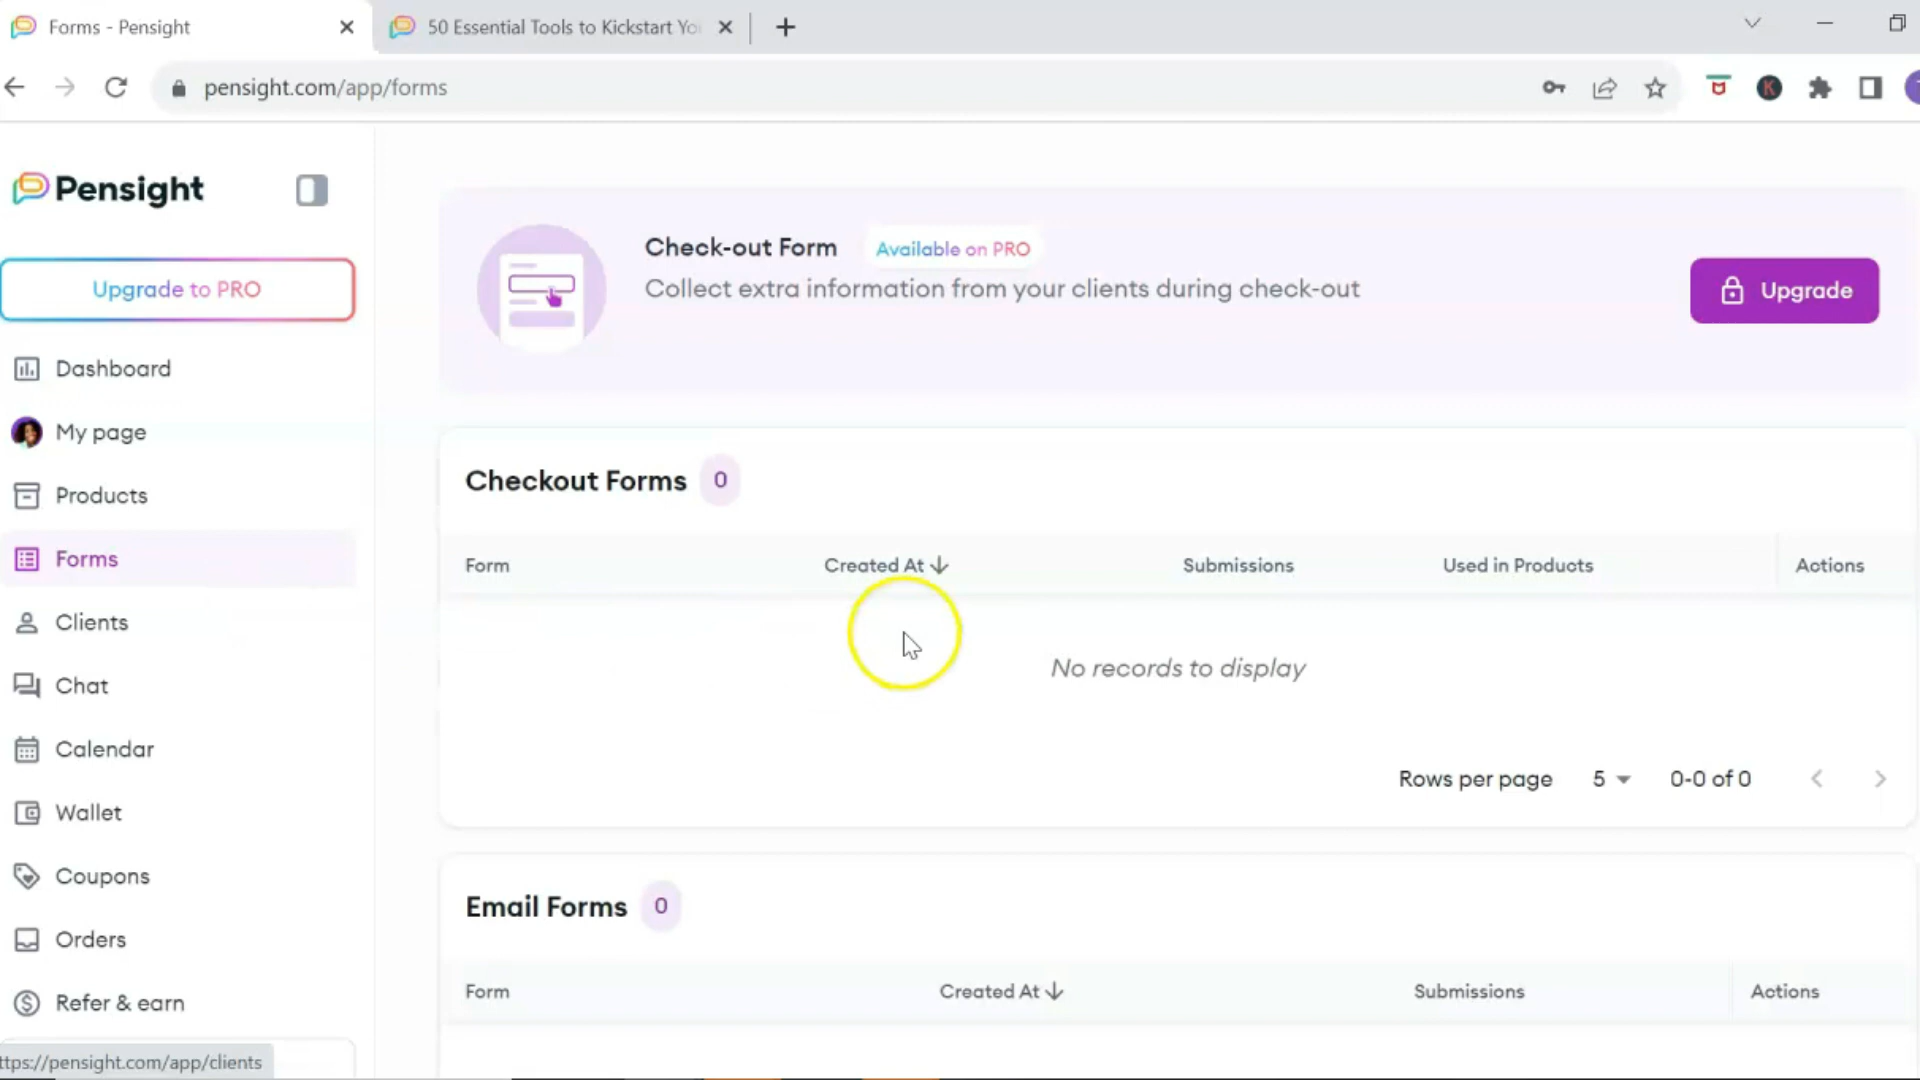 Forms - Pensight
50 Essential Tools to Kickstart Yo
pensight.com/app/forms
K
Pensight
Upgrade to PRO
Dashboard
My page
Products
Forms
Clients
Chat
Calendar
Wallet
Coupons
Orders
Refer & earn
ttps://pensight.com/app/clients
Check-out Form Available on PRO
Collect extra information from your clients during check-out
Upgrade
Checkout Forms 0
Form Created At Submissions Used in Products Actions
No records to display
Rows per page 5 0-0 of 0
Email Forms 0
Form Created At Submissions Actions